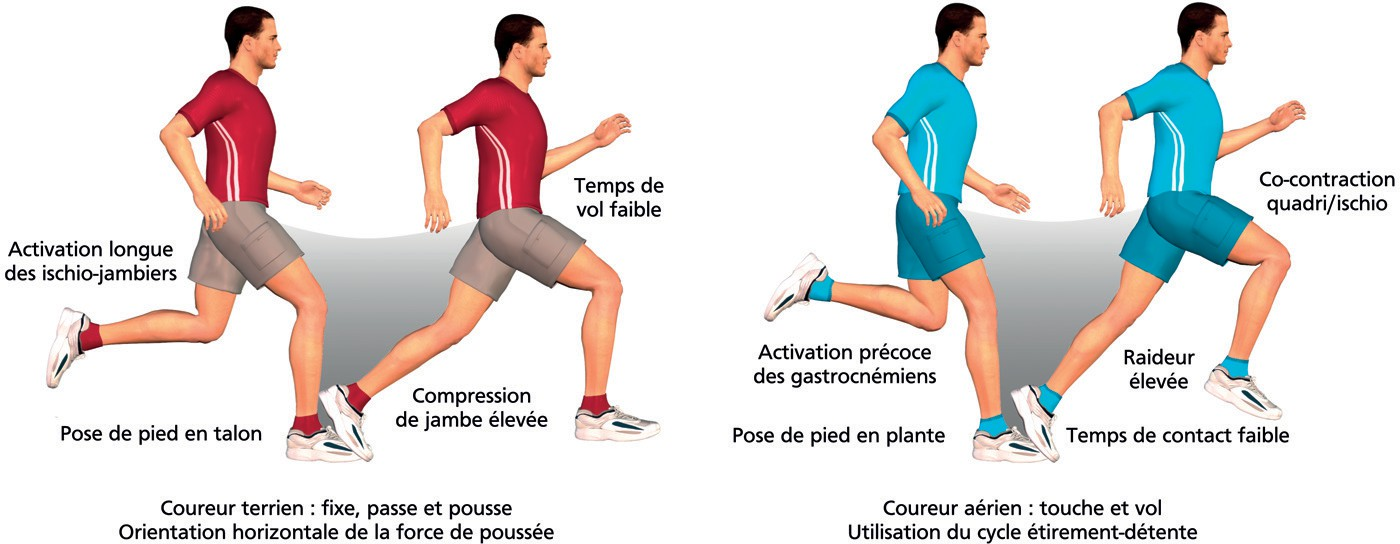 Temps de
vol faible
Activation longue
des ischio-jambiers
Compression
de jambe élevée
Pose de pied en talon
Coureur terrien : fixe, passe et pousse
Orientation horizontale de la force de poussée
Co-contraction
quadri/ischio
Activation précoce
des gastrocnémiens
Raideur
élevée
Pose de pied en plante
Temps de contact faible
Coureur aérien : touche et vol
Utilisation du cycle étirement-détente